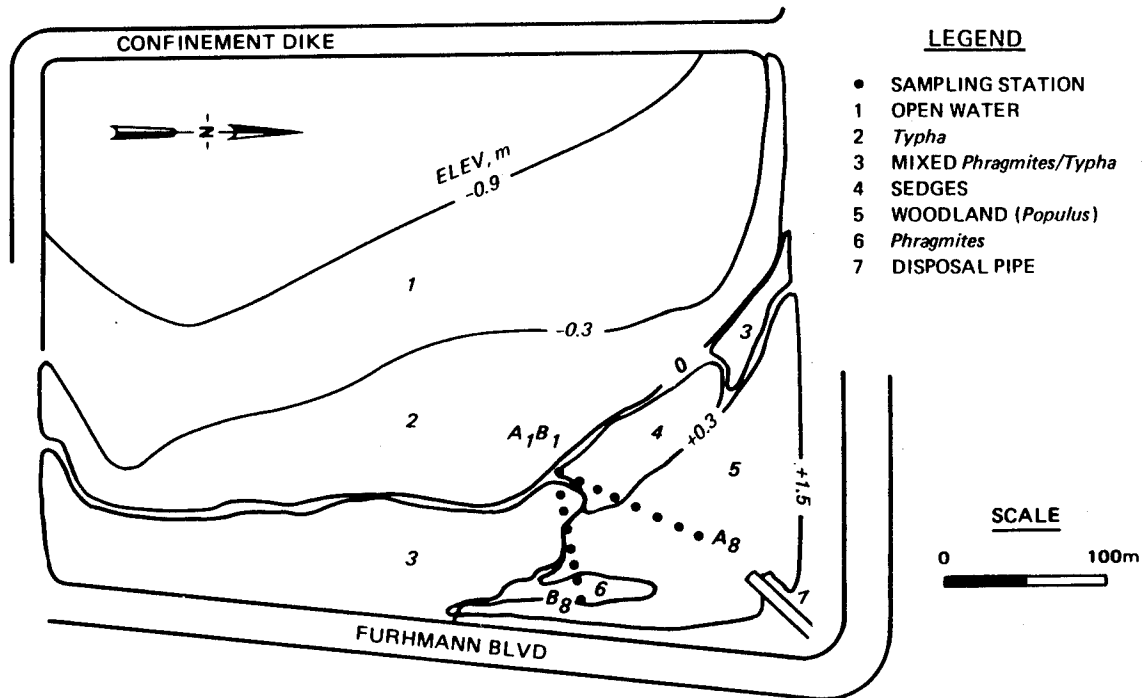 CONFINEMENT DIKE
N
ELEV, m
-0.9
1
-0.3
3
0
2
A1B1
4
+0.3
5
+1.5
A8
3
6
B8
7
FURHMANN BLVD
LEGEND
● SAMPLING STATION
1 OPEN WATER
2 Typha
3 MIXED Phragmites/Typha
4 SEDGES
5 WOODLAND (Populus)
6 Phragmites
7 DISPOSAL PIPE
SCALE
0 100m